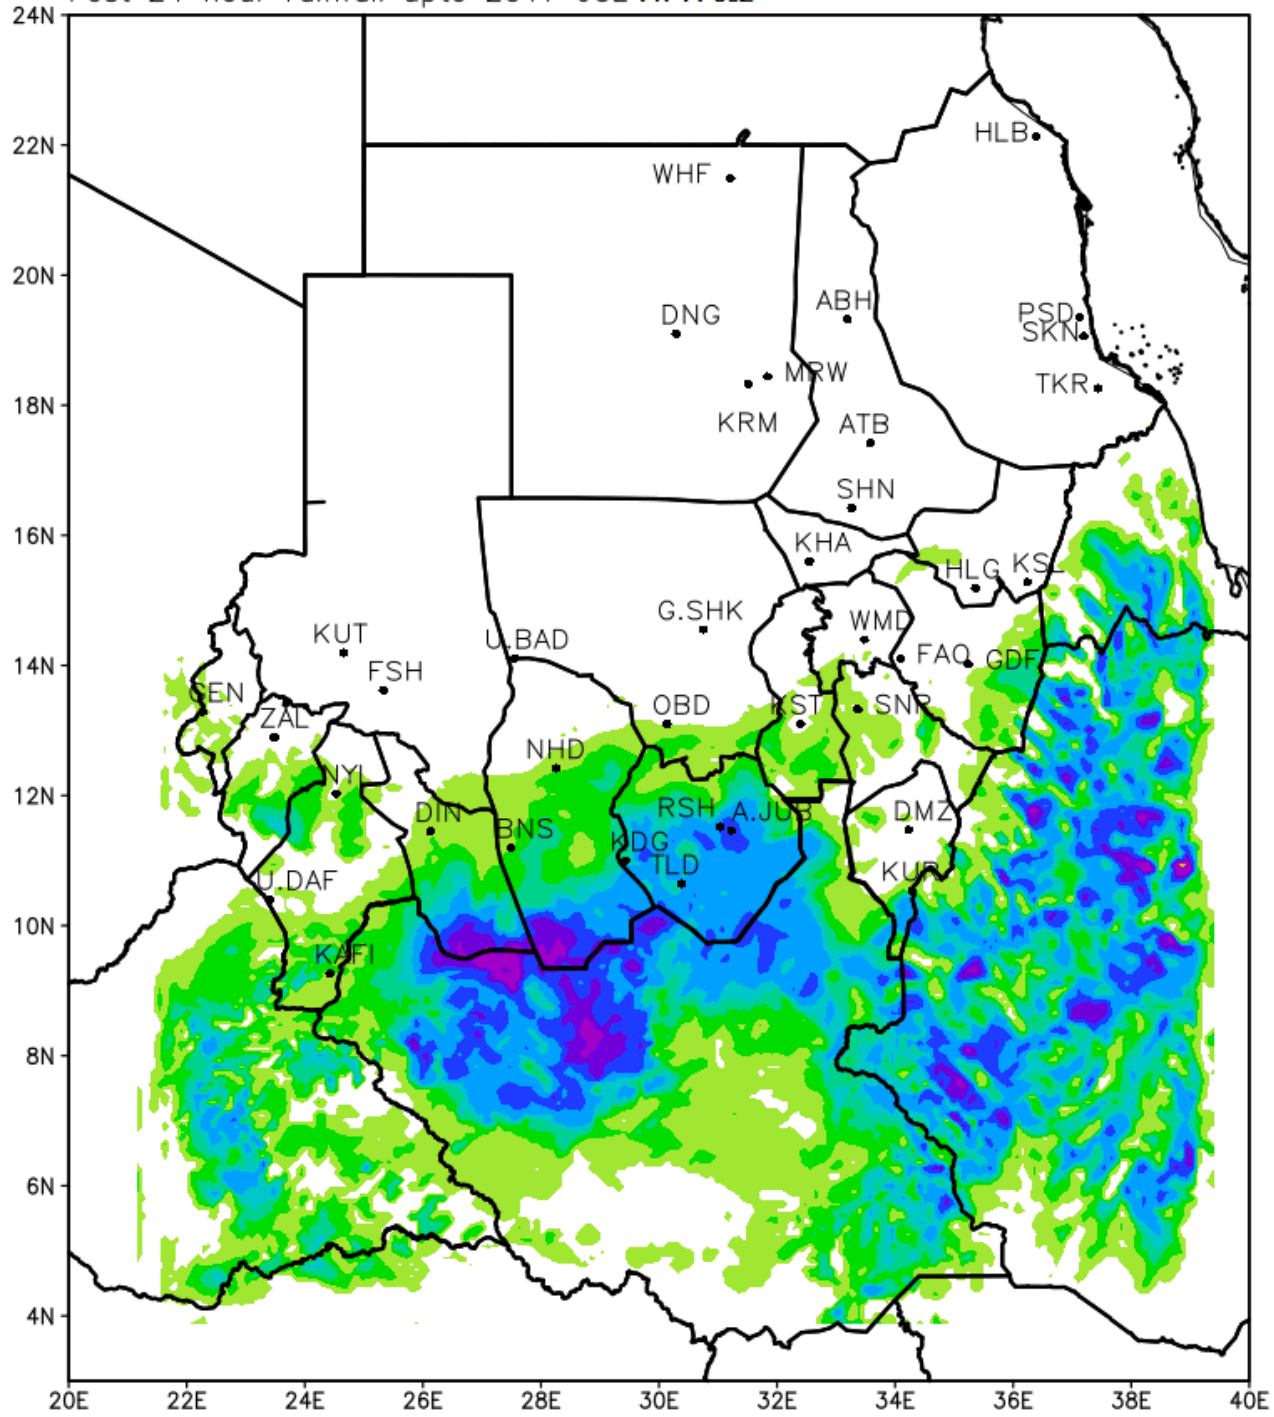 24N
22N
20N
18N
16N
14N
12N
10N
8N
6N
4N
20E 22E 24E 26E 28E 30E 32E 34E 36E 38E 40E
HLB
WHF
ABH
DNG
PSD
SKN
MRW
TKR
KRM
ATB
SHN
KHA
HLG
KSL
G.SHK
WMD
KUT
U.BAD
FAO
GDF
FSH
GEN
OBD
KST
SNR
ZAL
NHD
NYL
DIN
BNS
RSH
A.JUB
DMZ
KDG
TLD
U.DAF
KUR
KAFI